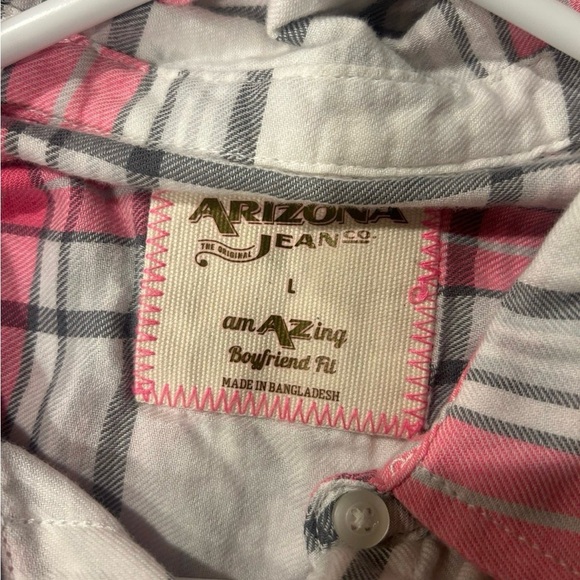 ARIZONA
THE ORIGINAL JEAN CO.
L
amAZing
Boyfriend Fit
MADE IN BANGLADESH